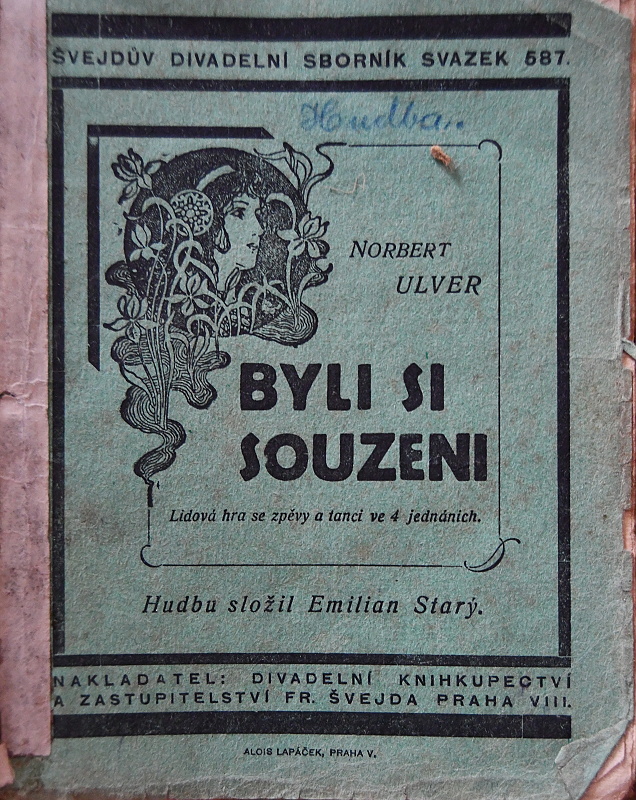 ŠVEJDŮV DIVADELNÍ SBORNÍK SVAZEK 587.
Hudba.
NORBERT
ULVER
BYLI SI
SOUZENI
Lidová hra se zpěvy a tanci ve 4 jednáních.
Hudbu složil Emilian Starý.
NAKLADATEL: DIVADELNÍ KNIHKUPECTVÍ
A ZASTUPITELSTVÍ FR. ŠVEJDA PRAHA VIII.
ALOIS LAPÁČEK, PRAHA V.